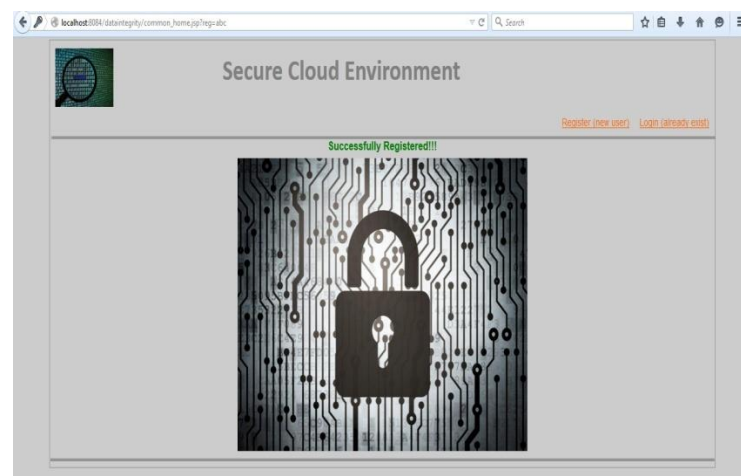 localhost:8084/dataintegrity/common_home.jsp?reg=abc
Search
Secure Cloud Environment
Register (new user) Login (already exist)
Successfully Registered!!!